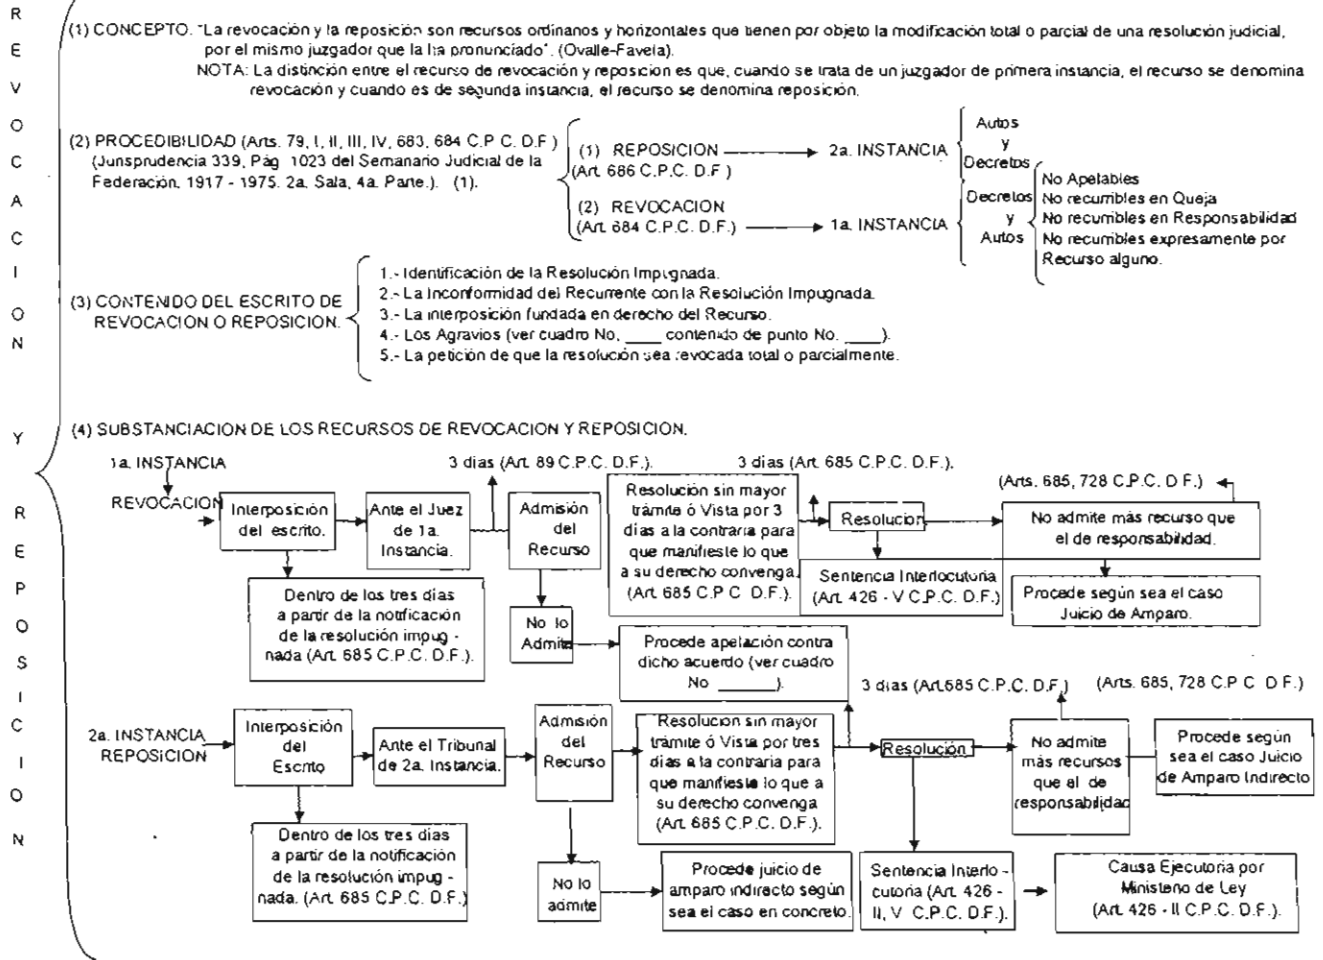 REVOCACION Y REPOSICION
(1) CONCEPTO. "La revocación y la reposición son recursos ordinarios y horizontales que tienen por objeto la modificación total o parcial de una resolución judicial,
por el mismo juzgador que la ha pronunciado". (Ovalle-Favela).
NOTA: La distinción entre el recurso de revocación y reposición es que, cuando se trata de un juzgador de primera instancia, el recurso se denomina
revocación y cuando es de segunda instancia, el recurso se denomina reposición.
(2) PROCEDIBILIDAD (Arts. 79, I, II, III, IV, 683, 684 C.P C. D.F )
(Jurisprudencia 339, Pág 1023 del Semanario Judicial de la
Federación, 1917 - 1975. 2a, Sala, 4a. Parte.). (1).
(1) REPOSICION
(Art. 686 C.P.C. D.F )
2a. INSTANCIA
Autos
y
Decretos
(2) REVOCACION
(Art. 684 C.P.C. D.F.)
1a. INSTANCIA
Decretos
y
Autos
No Apelables
No recurribles en Queja
No recurribles en Responsabilidad
No recurribles expresamente por
Recurso alguno.
(3) CONTENIDO DEL ESCRITO DE
REVOCACION O REPOSICION.
1.- Identificación de la Resolución Impugnada.
2.- La Inconformidad del Recurrente con la Resolución Impugnada.
3.- La interposición fundada en derecho del Recurso.
4.- Los Agravios (ver cuadro No, ____ contenido de punto No. ____).
5.- La petición de que la resolución sea revocada total o parcialmente.
(4) SUBSTANCIACION DE LOS RECURSOS DE REVOCACION Y REPOSICION.
1a. INSTANCIA
REVOCACION
Interposición
del escrito.
Dentro de los tres días
a partir de la notificación
de la resolución impug -
nada (Art. 685 C.P.C. D.F.).
Ante el Juez
de 1a.
Instancia.
3 días (Art. 89 C.P.C. D.F.).
Admisión
del
Recurso
No lo
Admite
Procede apelación contra
dicho acuerdo (ver cuadro
No ______).
Resolución sin mayor
trámite ó Vista por 3
días a la contraria para
que manifieste lo que
a su derecho convenga
(Art. 685 C.P C D.F.).
3 días (Art. 685 C.P.C. D.F.).
Resolución
Sentencia Interlocutoria
(Art. 426 - V C.P.C. D.F.)
(Arts. 685, 728 C.P.C. D F.)
No admite más recurso que
el de responsabilidad.
Procede según sea el caso
Juicio de Amparo.
2a. INSTANCIA
REPOSICION
Interposición
del
Escrito
Dentro de los tres días
a partir de la notificación
de la resolución impug -
nada. (Art. 685 C.P.C. D.F.)
Ante el Tribunal
de 2a. Instancia.
Admisión
del
Recurso
No lo
admite
Procede juicio de
amparo indirecto según
sea el caso en concreto.
Resolución sin mayor
trámite ó Vista por tres
días a la contraria para
que manifieste lo que a
su derecho convenga
(Art. 685 C.P.C. D.F.).
3 días (Art.685 C.P.C. D.F.)
Resolución
Sentencia Interlo -
cutoria (Art. 426 -
II, V C.P.C. D.F.).
Causa Ejecutoria por
Ministerio de Ley
(Art. 426 - II C.P.C. D.F.).
(Arts. 685, 728 C.P C D F.)
No admite
más recursos
que el de
responsabilidad
Procede según
sea el caso Juicio
de Amparo Indirecto